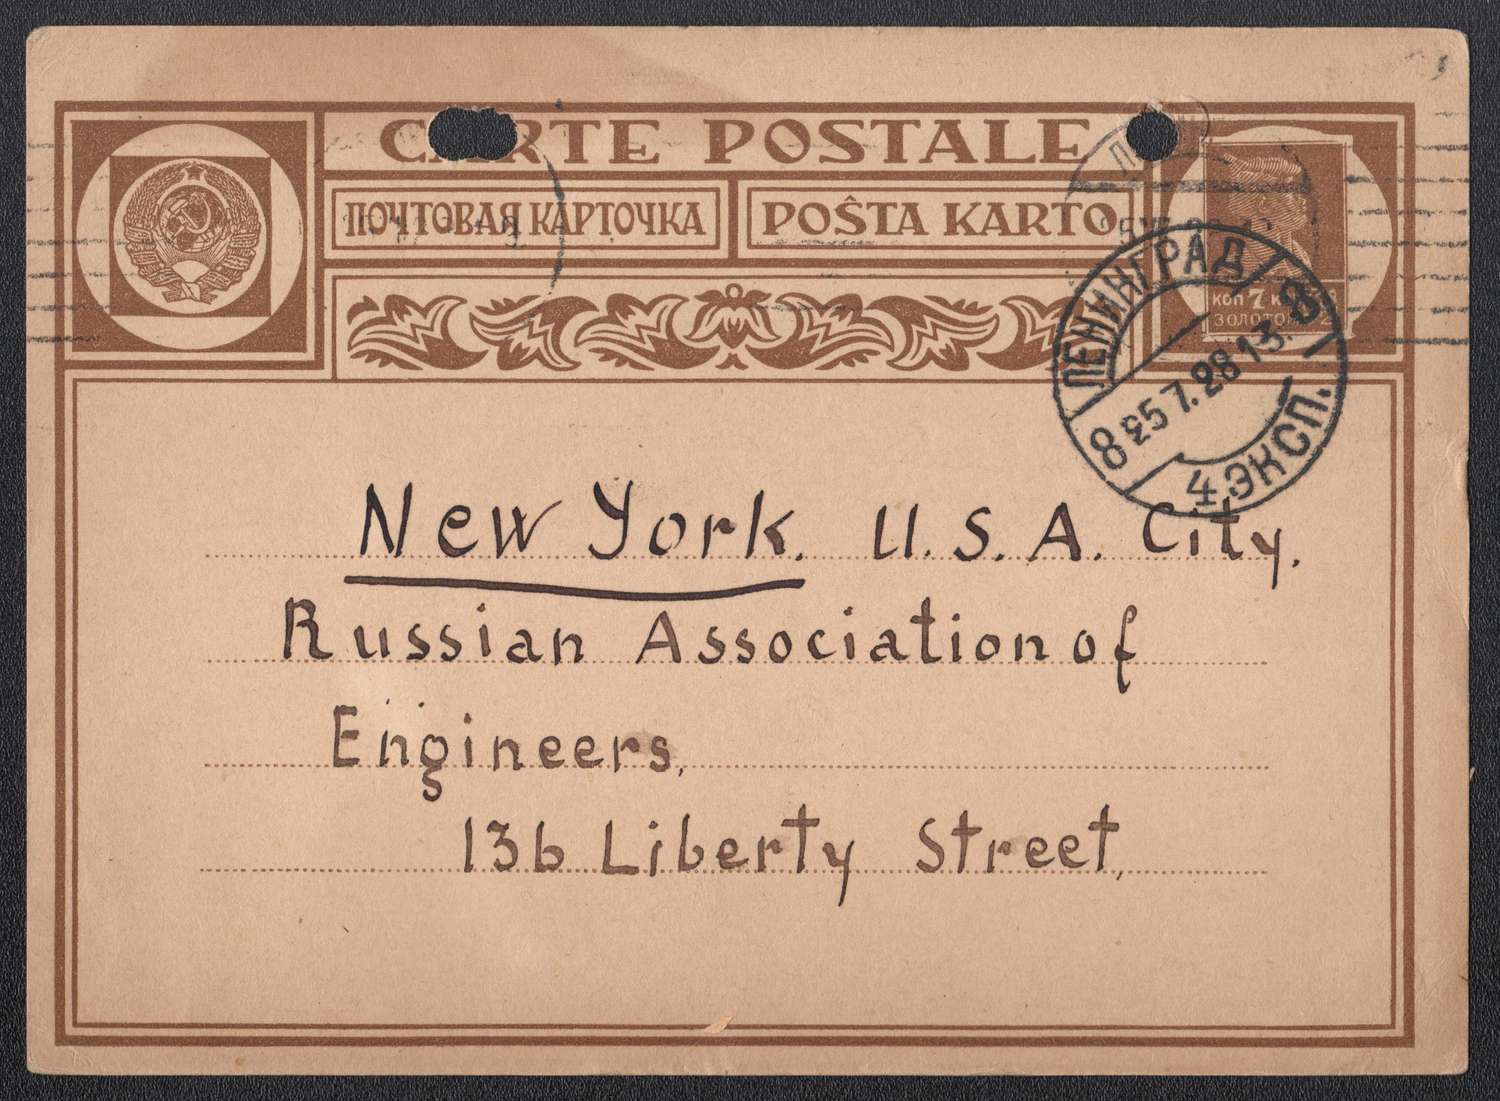 CARTE POSTALE
ПОЧТОВАЯ КАРТОЧКА
POŜTA KARTO
КОП 7
ЛЕНИНГРАД
8 25 7. 28 13. 8
4 ЭКСП.
New York. U. S. A. City.
Russian Association of
Engineers,
136 Liberty Street,